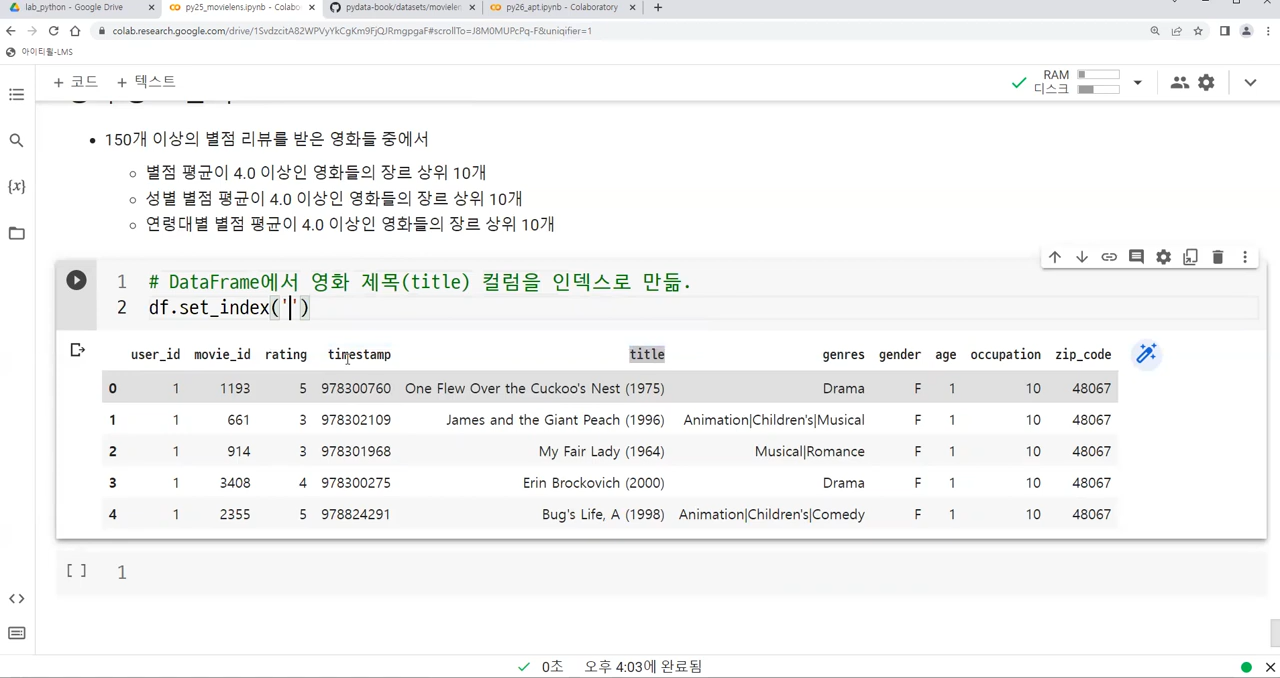 lab_python - Google Drive
py25_movielens.ipynb - Colabo
pydata-book/datasets/movielen
py26_apt.ipynb - Colaboratory
colab.research.google.com/drive/1SvdzcitA82WPVyYkCgKm9FjQJRmgpgaF#scrollTo=J8M0MUPcPq-F&uniqifier=1
아이티윌-LMS
+ 코드 + 텍스트
RAM
디스크
• 150개 이상의 별점 리뷰를 받은 영화들 중에서
◦ 별점 평균이 4.0 이상인 영화들의 장르 상위 10개
◦ 성별 별점 평균이 4.0 이상인 영화들의 장르 상위 10개
◦ 연령대별 별점 평균이 4.0 이상인 영화들의 장르 상위 10개
1 # DataFrame에서 영화 제목(title) 컬럼을 인덱스로 만듦.
2 df.set_index('')
user_id movie_id rating timestamp title genres gender age occupation zip_code
0 1 1193 5 978300760 One Flew Over the Cuckoo's Nest (1975) Drama F 1 10 48067
1 1 661 3 978302109 James and the Giant Peach (1996) Animation|Children's|Musical F 1 10 48067
2 1 914 3 978301968 My Fair Lady (1964) Musical|Romance F 1 10 48067
3 1 3408 4 978300275 Erin Brockovich (2000) Drama F 1 10 48067
4 1 2355 5 978824291 Bug's Life, A (1998) Animation|Children's|Comedy F 1 10 48067
[ ] 1
0초 오후 4:03에 완료됨